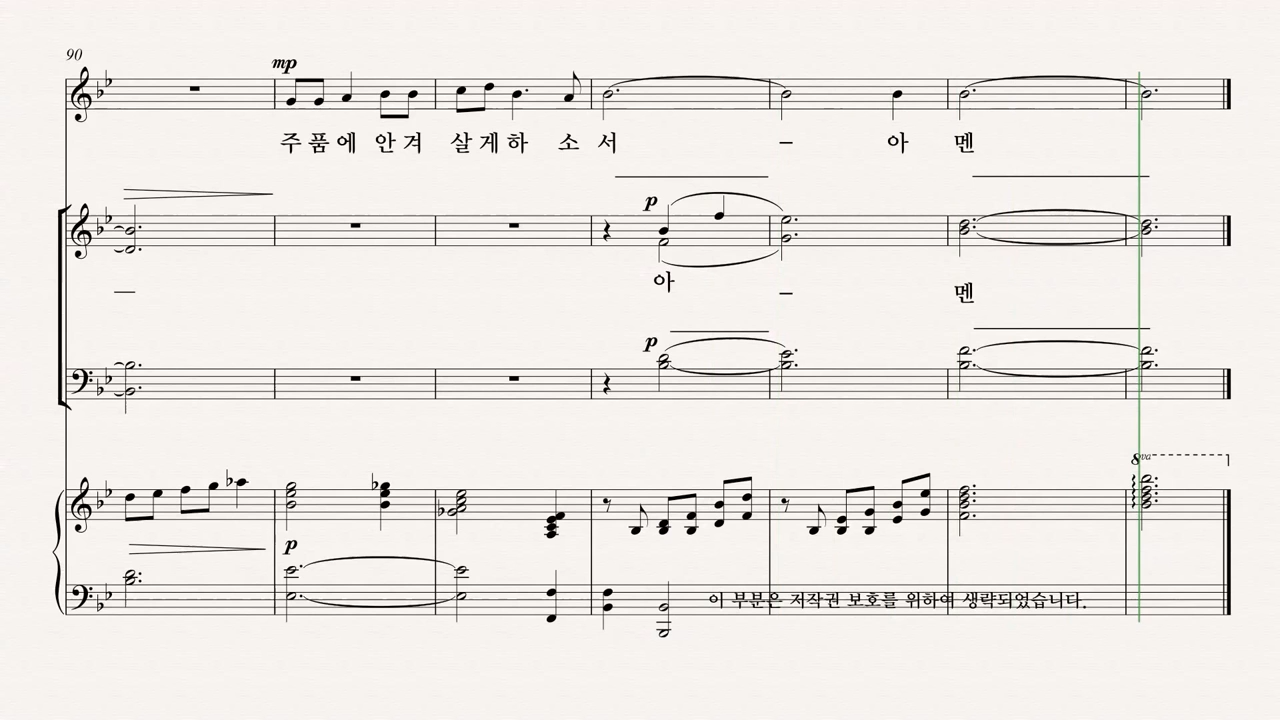 90
mp
주 품 에 안 겨 살 게 하 소 서 – 아 멘
p
아 – 멘
p
8va
p
이 부분은 저작권 보호를 위하여 생략되었습니다.